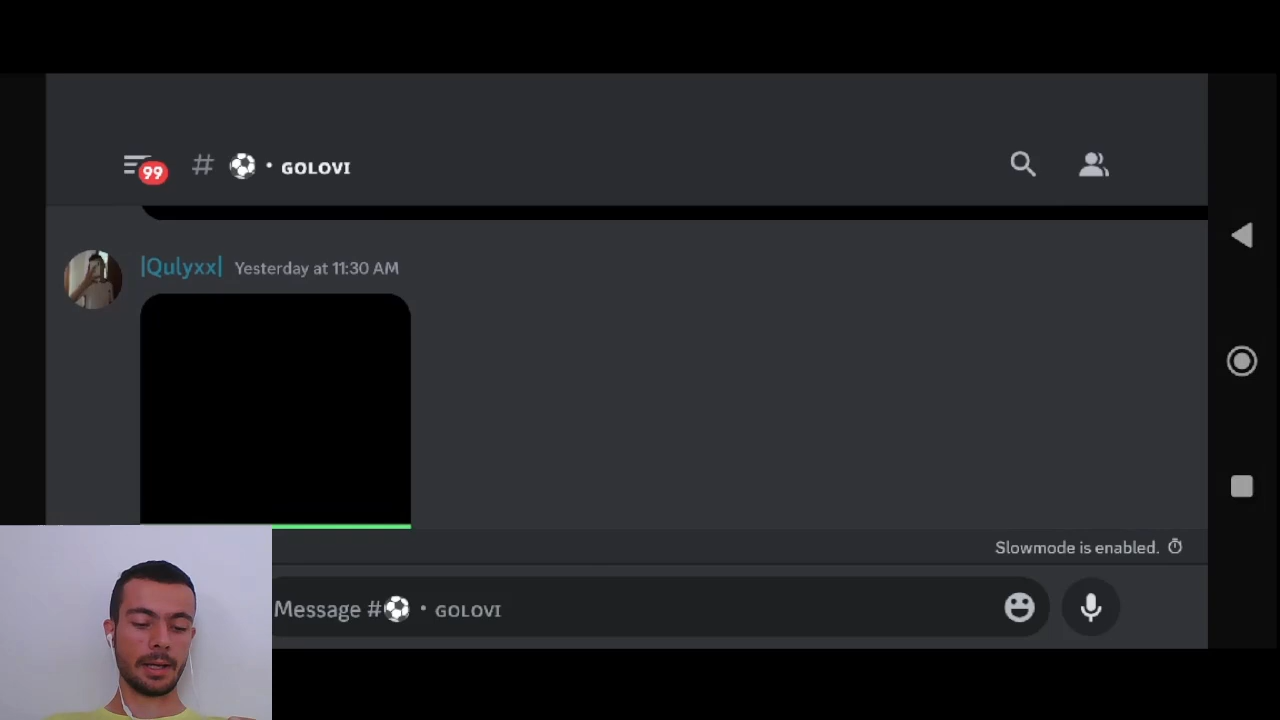 99 # ⚽ • GOLOVI
|Qulyxx| Yesterday at 11:30 AM
Slowmode is enabled.
Message #⚽ • GOLOVI